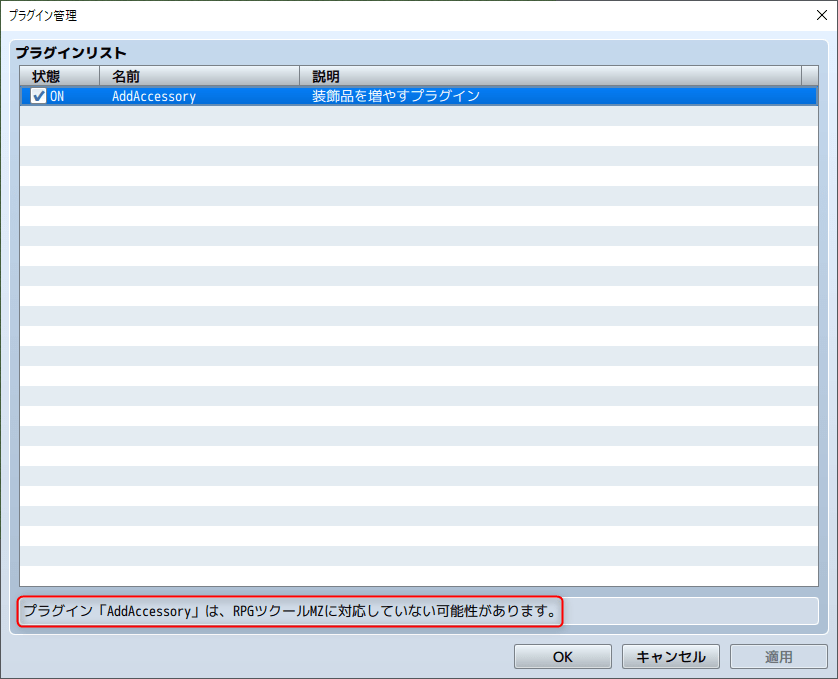 プラグイン管理
プラグインリスト
状態 名前 説明
ON AddAccessory 装飾品を増やすプラグイン
プラグイン「AddAccessory」は、RPGツクールMZに対応していない可能性があります。
OK キャンセル 適用